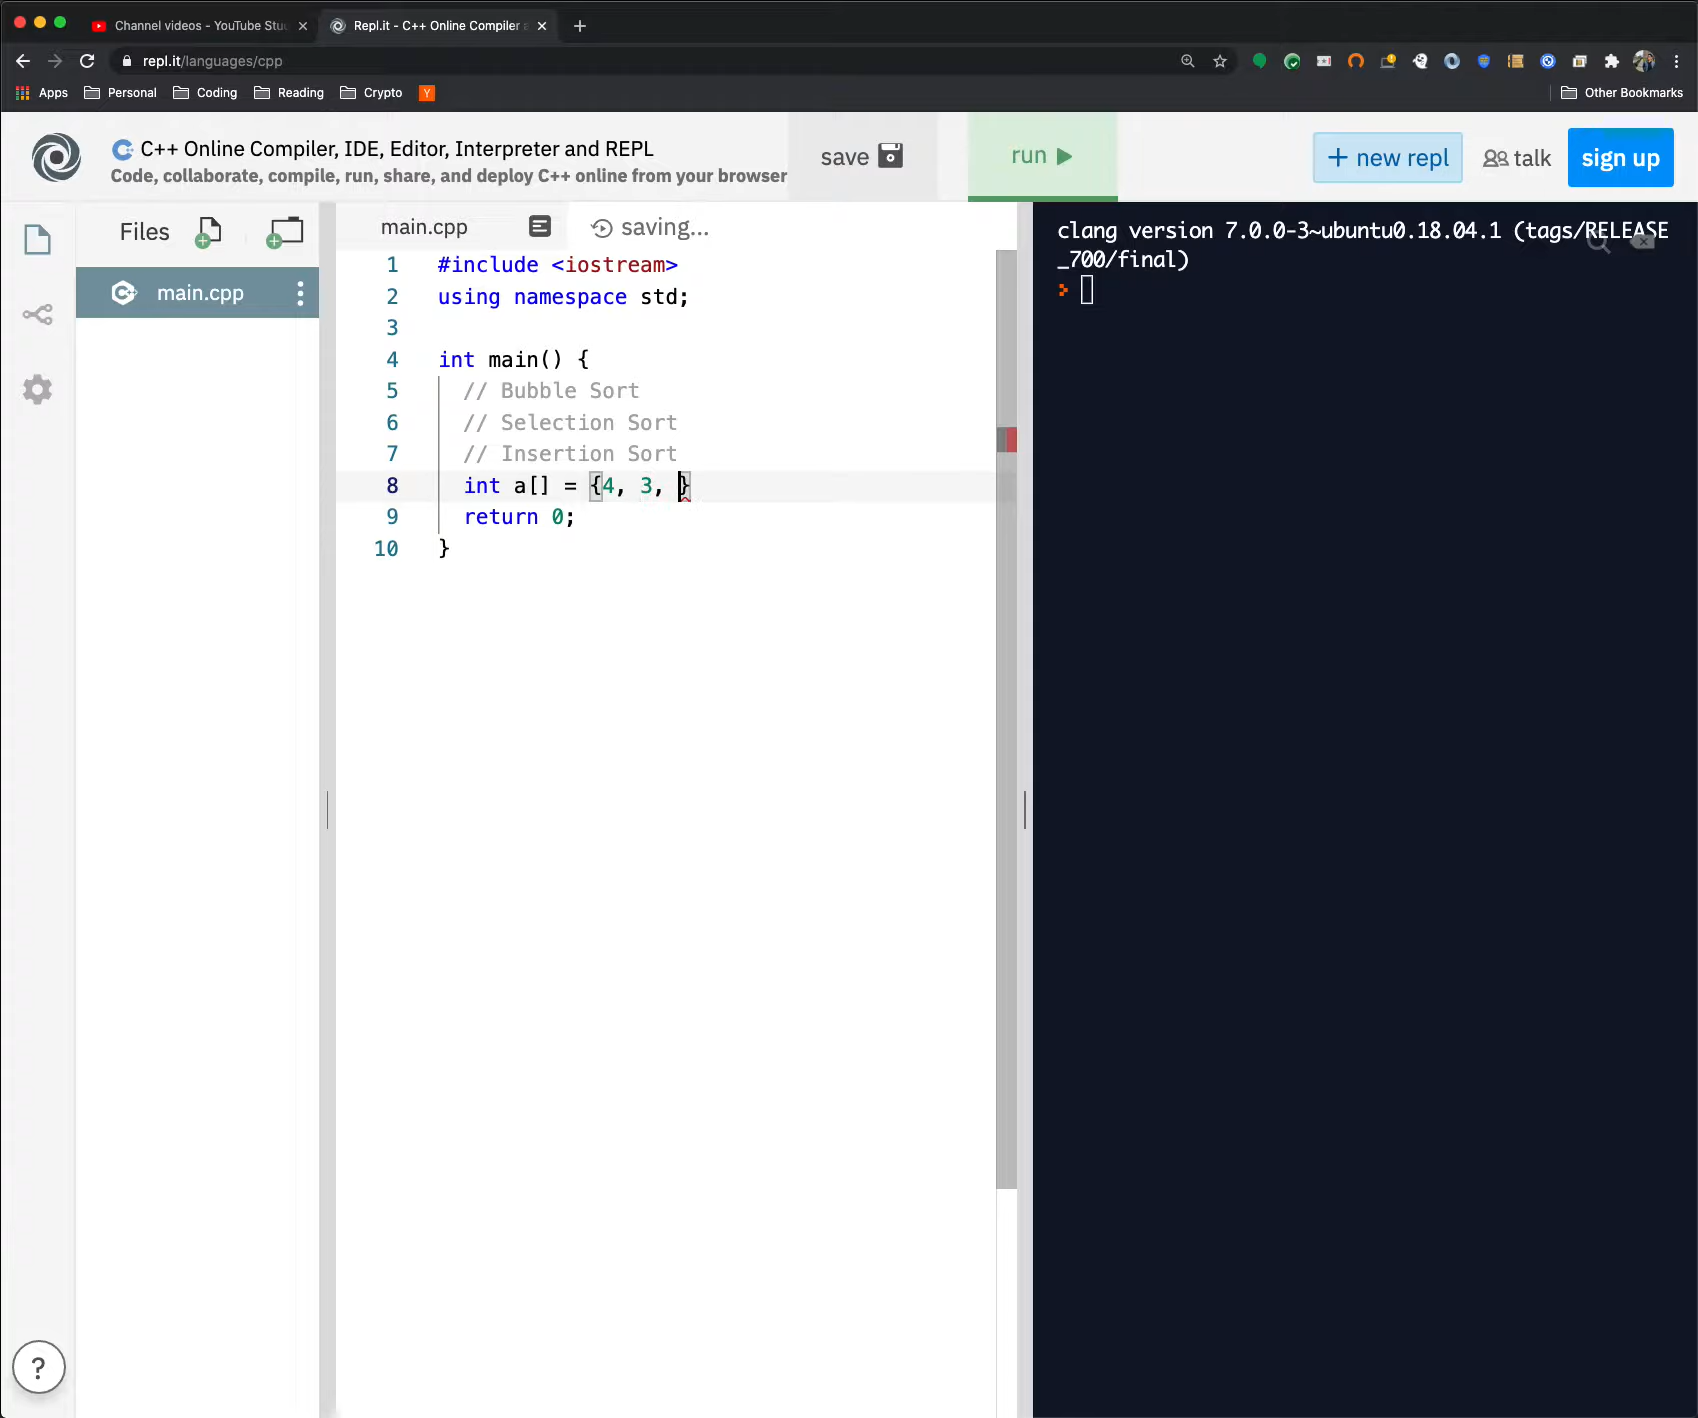 Channel videos - YouTube Stu
Repl.it - C++ Online Compiler a
repl.it/languages/cpp
Apps
Personal
Coding
Reading
Crypto
Y
Other Bookmarks
C++ Online Compiler, IDE, Editor, Interpreter and REPL
Code, collaborate, compile, run, share, and deploy C++ online from your browser
save
run
+ new repl
talk
sign up
Files
main.cpp
main.cpp
saving...
1 #include <iostream>
2 using namespace std;
3
4 int main() {
5 // Bubble Sort
6 // Selection Sort
7 // Insertion Sort
8 int a[] = {4, 3, }
9 return 0;
10 }
clang version 7.0.0-3~ubuntu0.18.04.1 (tags/RELEASE
_700/final)
?